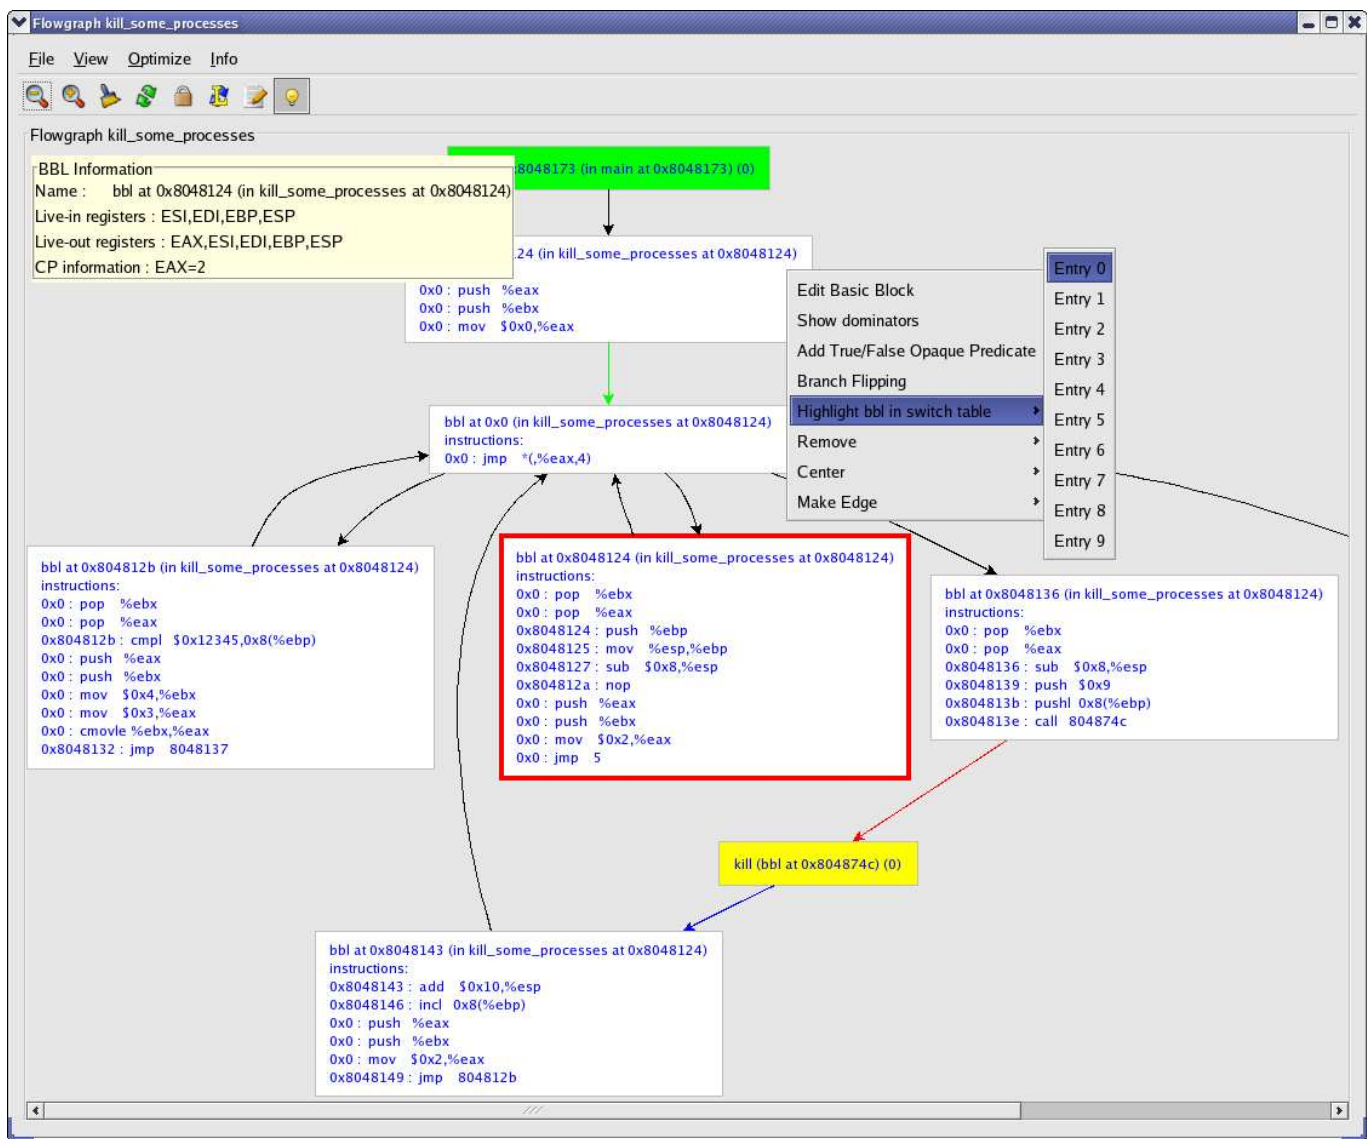 Flowgraph kill_some_processes
File View Optimize Info
Flowgraph kill_some_processes
BBL Information
Name : bbl at 0x8048124 (in kill_some_processes at 0x8048124)
Live-in registers : ESI,EDI,EBP,ESP
Live-out registers : EAX,ESI,EDI,EBP,ESP
CP information : EAX=2
8048173 (in main at 0x8048173) (0)
.24 (in kill_some_processes at 0x8048124)
0x0 : push %eax
0x0 : push %ebx
0x0 : mov $0x0,%eax
Edit Basic Block
Show dominators
Add True/False Opaque Predicate
Branch Flipping
Highlight bbl in switch table
Remove
Center
Make Edge
Entry 0
Entry 1
Entry 2
Entry 3
Entry 4
Entry 5
Entry 6
Entry 7
Entry 8
Entry 9
bbl at 0x0 (in kill_some_processes at 0x8048124)
instructions:
0x0 : jmp *(,%eax,4)
bbl at 0x804812b (in kill_some_processes at 0x8048124)
instructions:
0x0 : pop %ebx
0x0 : pop %eax
0x804812b : cmpl $0x12345,0x8(%ebp)
0x0 : push %eax
0x0 : push %ebx
0x0 : mov $0x4,%ebx
0x0 : mov $0x3,%eax
0x0 : cmovle %ebx,%eax
0x8048132 : jmp 8048137
bbl at 0x8048124 (in kill_some_processes at 0x8048124)
instructions:
0x0 : pop %ebx
0x0 : pop %eax
0x8048124 : push %ebp
0x8048125 : mov %esp,%ebp
0x8048127 : sub $0x8,%esp
0x804812a : nop
0x0 : push %eax
0x0 : push %ebx
0x0 : mov $0x2,%eax
0x0 : jmp 5
bbl at 0x8048136 (in kill_some_processes at 0x8048124)
instructions:
0x0 : pop %ebx
0x0 : pop %eax
0x8048136 : sub $0x8,%esp
0x8048139 : push $0x9
0x804813b : pushl 0x8(%ebp)
0x804813e : call 804874c
kill (bbl at 0x804874c) (0)
bbl at 0x8048143 (in kill_some_processes at 0x8048124)
instructions:
0x8048143 : add $0x10,%esp
0x8048146 : incl 0x8(%ebp)
0x0 : push %eax
0x0 : push %ebx
0x0 : mov $0x2,%eax
0x8048149 : jmp 804812b